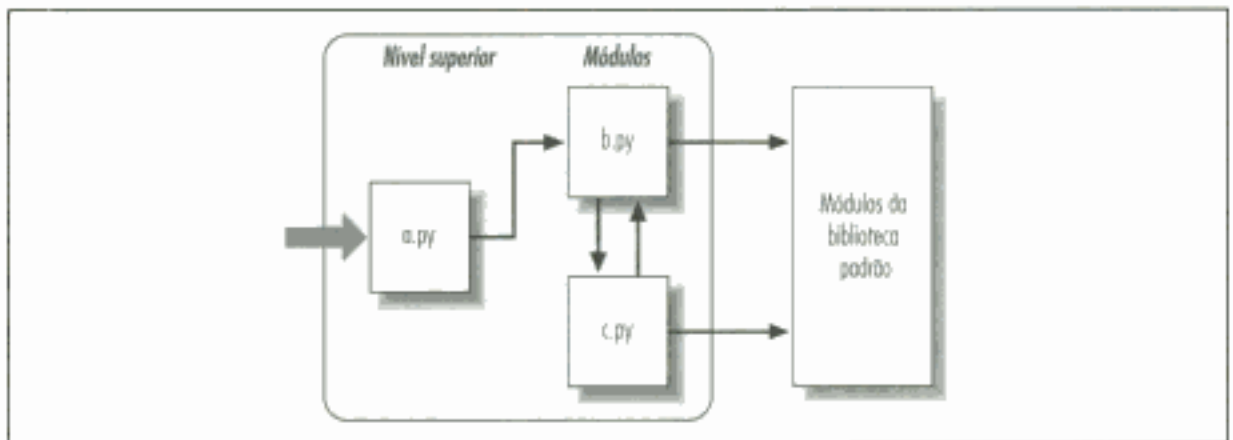 Nível superior
Módulos
b.py
a.py
Módulos da
biblioteca
padrão
c.py